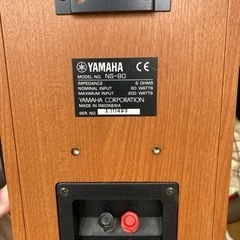 YAMAHA CE
MODEL NO. NS-90
IMPEDANCE 6 OHMS
NOMINAL INPUT 60 WATTS
MAXIMUM INPUT 200 WATTS
YAMAHA CORPORATION
MADE IN INDONESIA
SER NO.